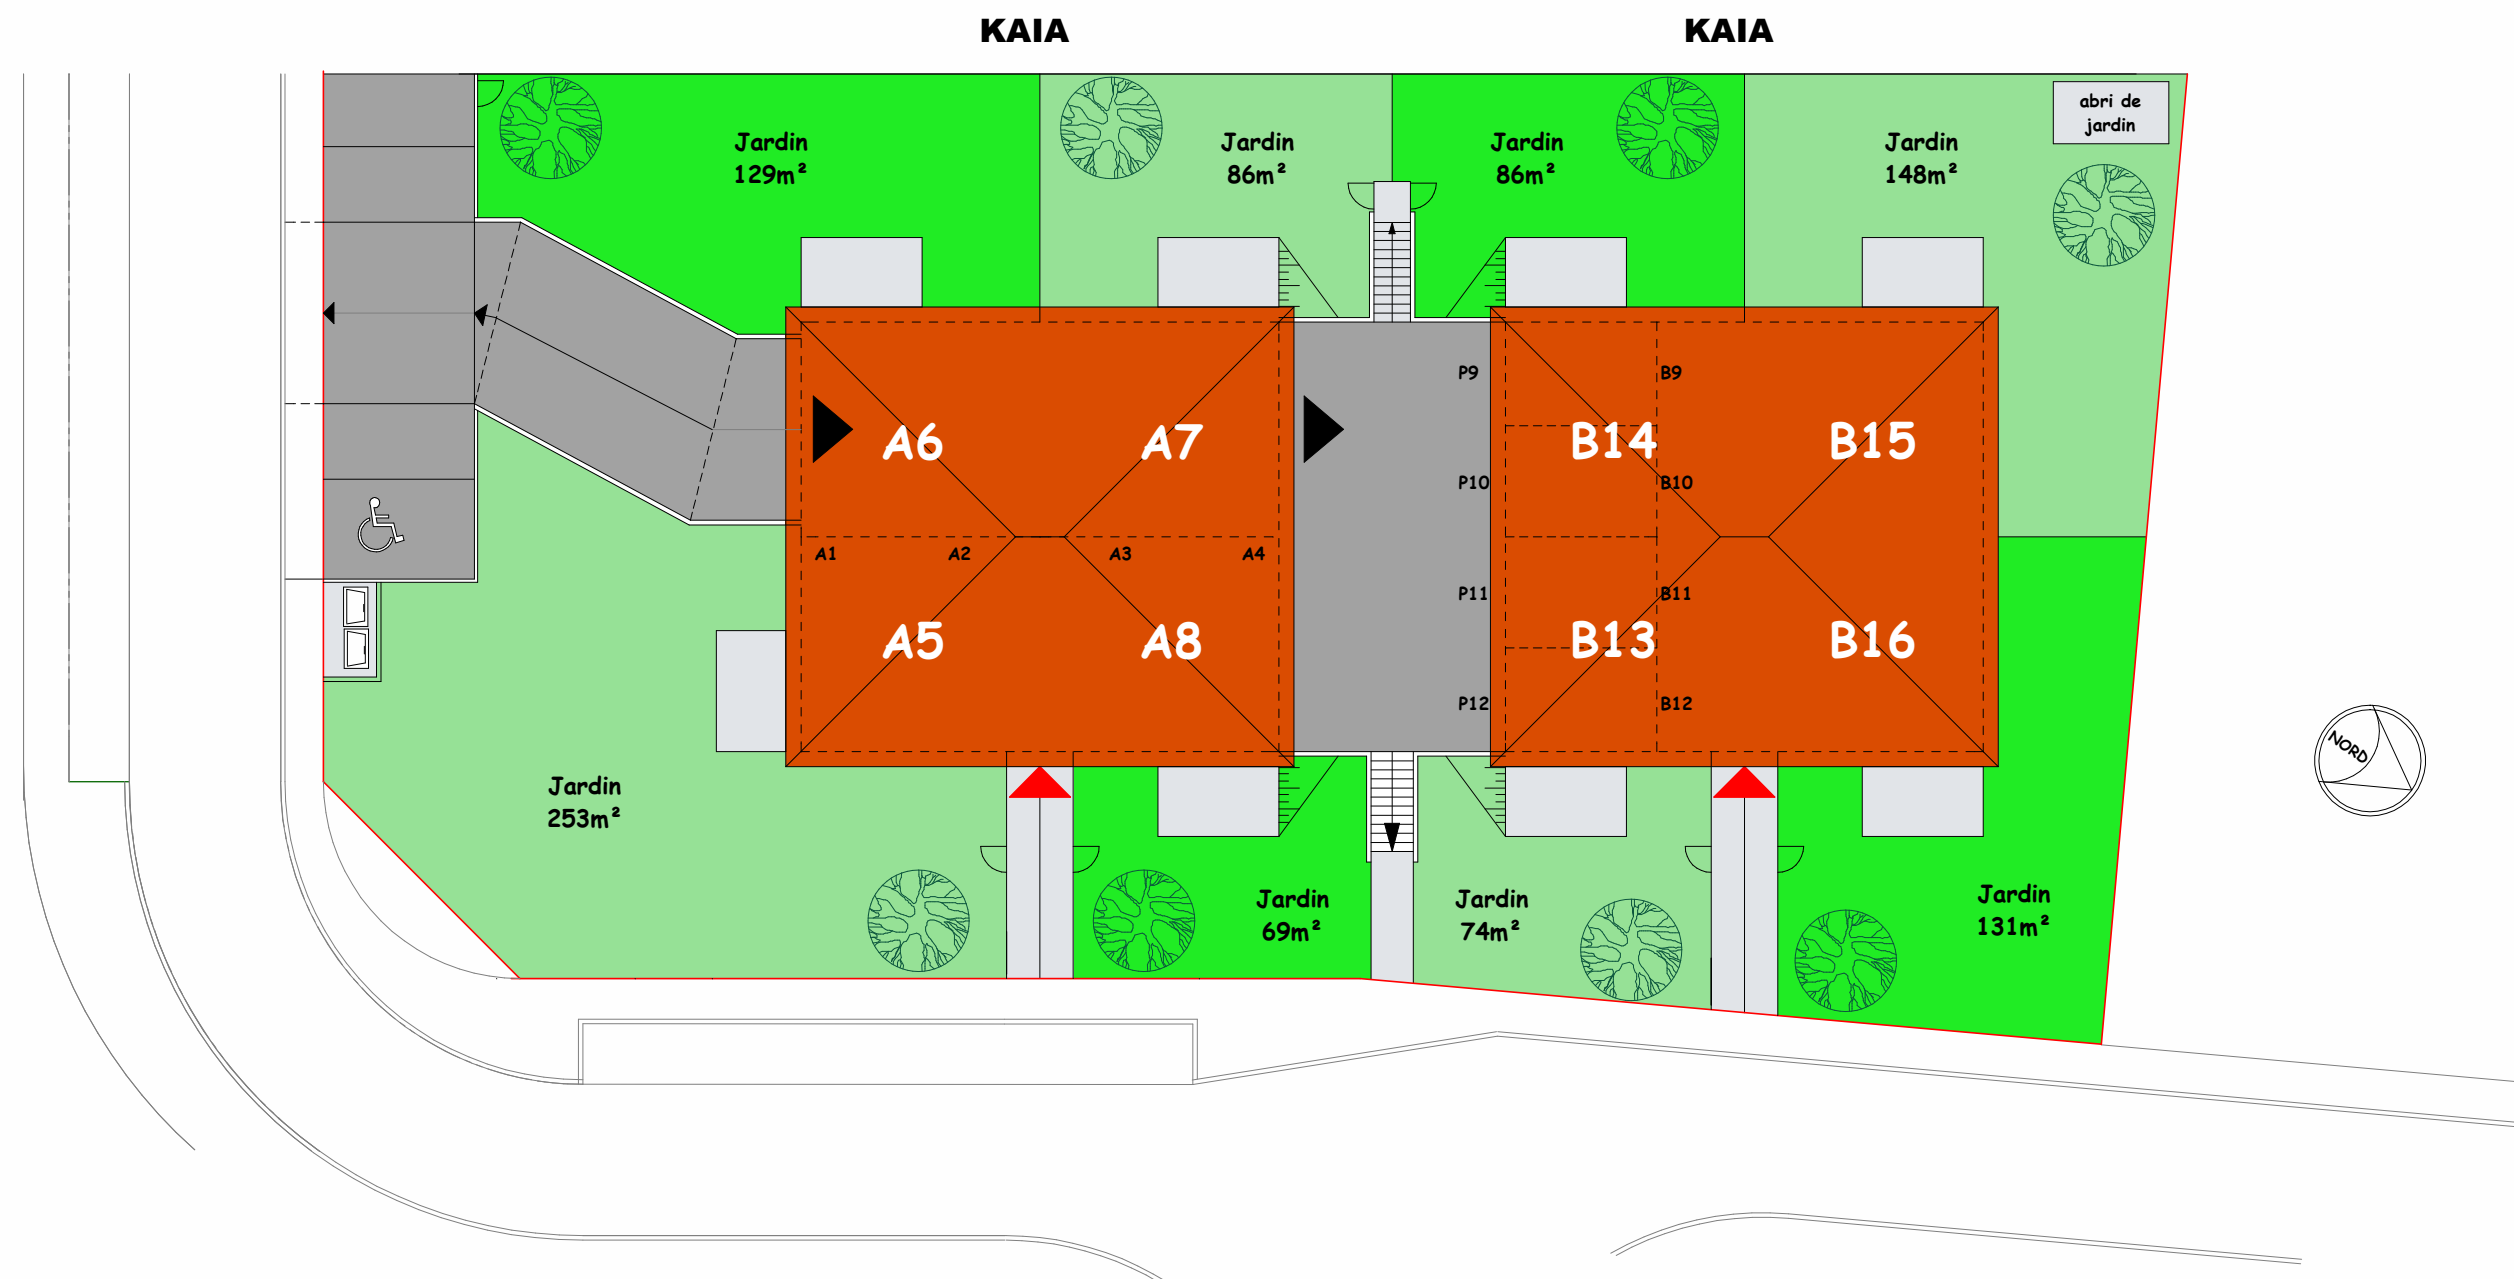 KAIA
KAIA
abri de
jardin
Jardin
129m²
Jardin
86m²
Jardin
86m²
Jardin
148m²
P9
B9
A6
A7
B14
B15
P10
B10
A1
A2
A3
A4
P11
B11
A5
A8
B13
B16
P12
B12
NORD
Jardin
253m²
Jardin
69m²
Jardin
74m²
Jardin
131m²